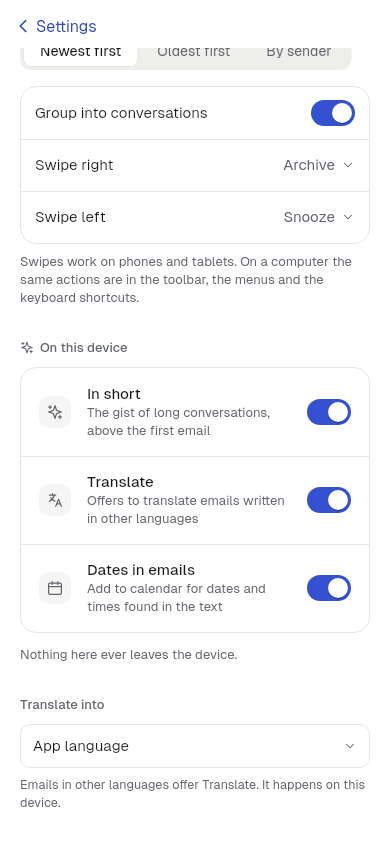 Settings
Newest first
Oldest first
By sender
Group into conversations
Swipe right
Archive
Swipe left
Snooze
Swipes work on phones and tablets. On a computer the
same actions are in the toolbar, the menus and the
keyboard shortcuts.
On this device
In short
The gist of long conversations,
above the first email
Translate
Offers to translate emails written
in other languages
Dates in emails
Add to calendar for dates and
times found in the text
Nothing here ever leaves the device.
Translate into
App language
Emails in other languages offer Translate. It happens on this
device.